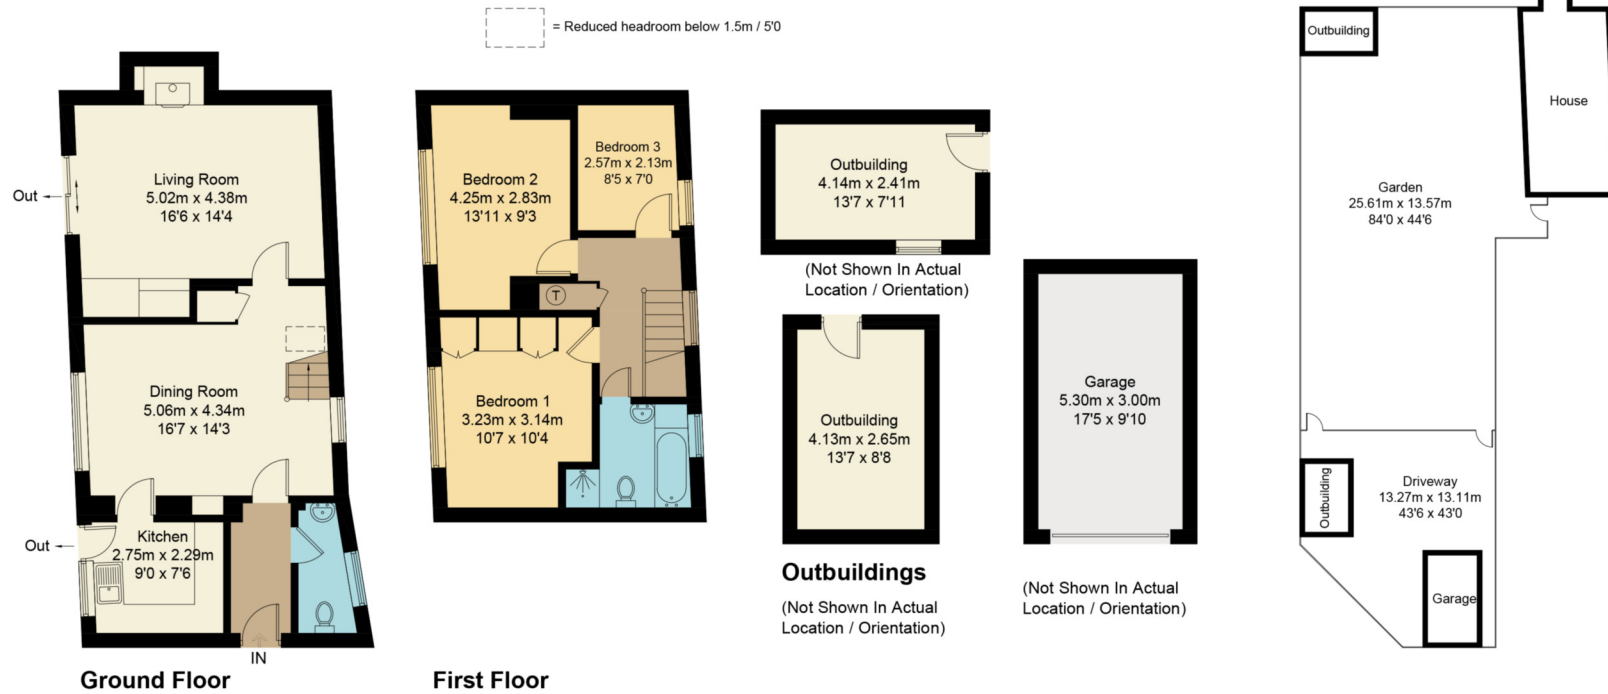 = Reduced headroom below 1.5m / 5'0
Out
Living Room
5.02m x 4.38m
16'6 x 14'4
Dining Room
5.06m x 4.34m
16'7 x 14'3
Out
Kitchen
2.75m x 2.29m
9'0 x 7'6
IN
Ground Floor
Bedroom 2
4.25m x 2.83m
13'11 x 9'3
Bedroom 3
2.57m x 2.13m
8'5 x 7'0
T
Bedroom 1
3.23m x 3.14m
10'7 x 10'4
First Floor
Outbuilding
4.14m x 2.41m
13'7 x 7'11
(Not Shown In Actual
Location / Orientation)
Outbuilding
4.13m x 2.65m
13'7 x 8'8
Outbuildings
(Not Shown In Actual
Location / Orientation)
Garage
5.30m x 3.00m
17'5 x 9'10
(Not Shown In Actual
Location / Orientation)
Outbuilding
House
Garden
25.61m x 13.57m
84'0 x 44'6
Outbuilding
Driveway
13.27m x 13.11m
43'6 x 43'0
Garage